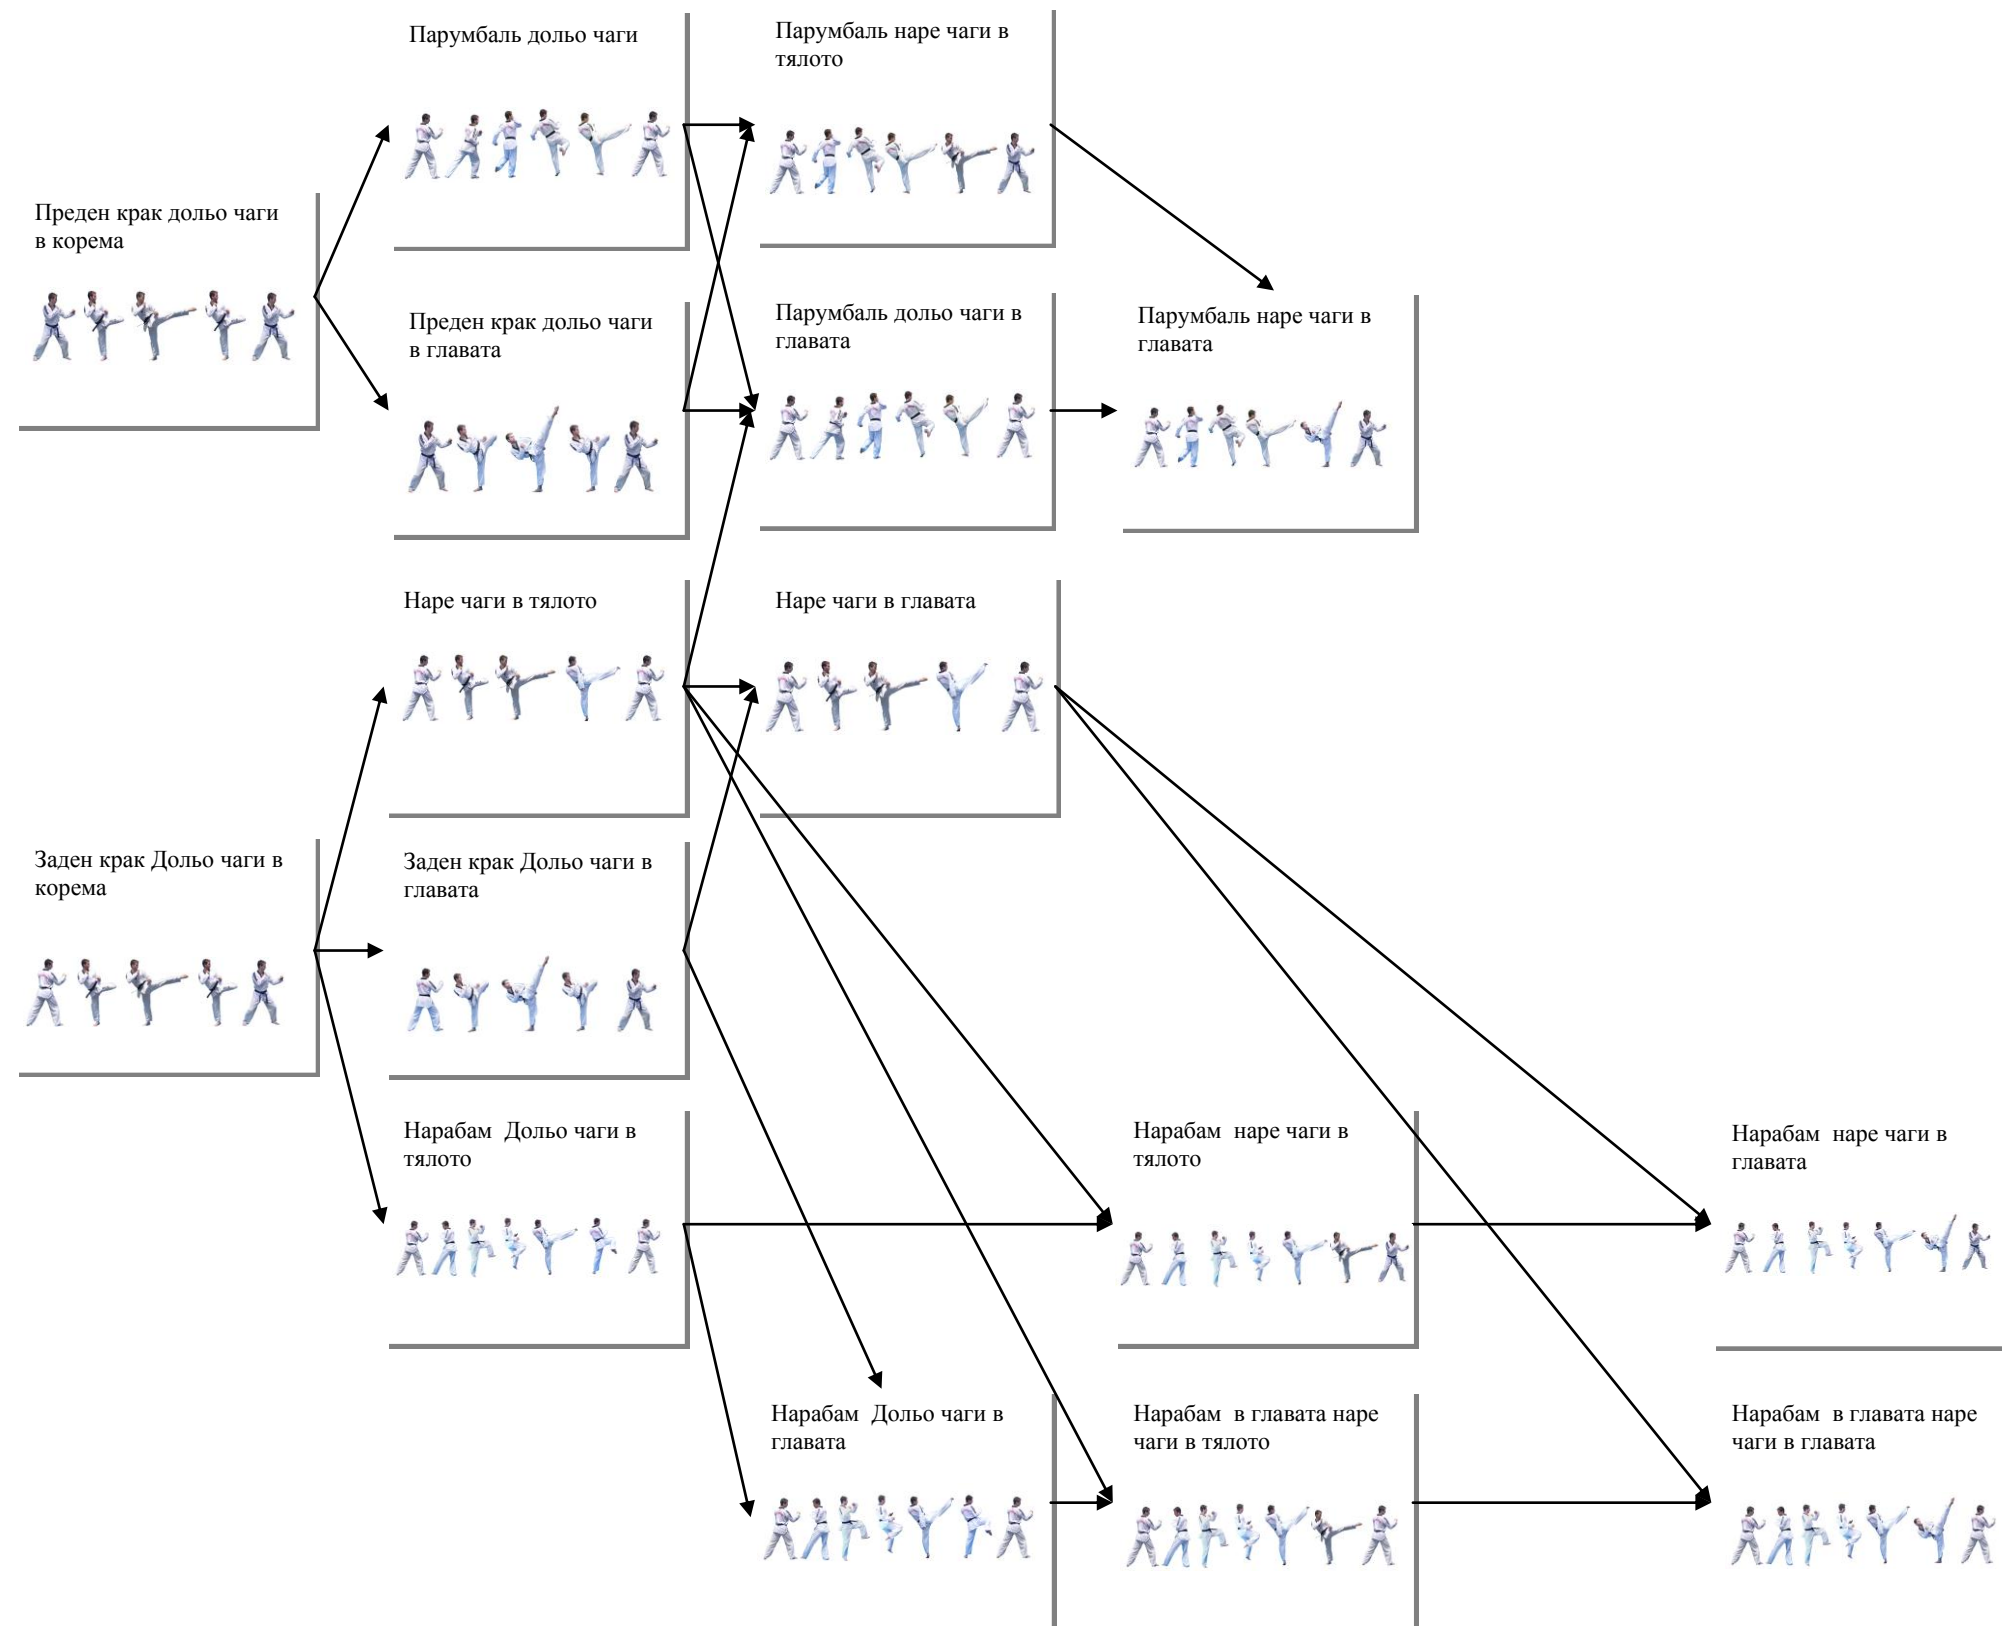 Парумбаль дольо чаги
Парумбаль наре чаги в
тялото
Преден крак дольо чаги
в корема
Преден крак дольо чаги
в главата
Парумбаль дольо чаги в
главата
Парумбаль наре чаги в
главата
Наре чаги в тялото
Наре чаги в главата
Заден крак Дольо чаги в
корема
Заден крак Дольо чаги в
главата
Нарабам Дольо чаги в
тялото
Нарабам наре чаги в
тялото
Нарабам наре чаги в
главата
Нарабам Дольо чаги в
главата
Нарабам в главата наре
чаги в тялото
Нарабам в главата наре
чаги в главата